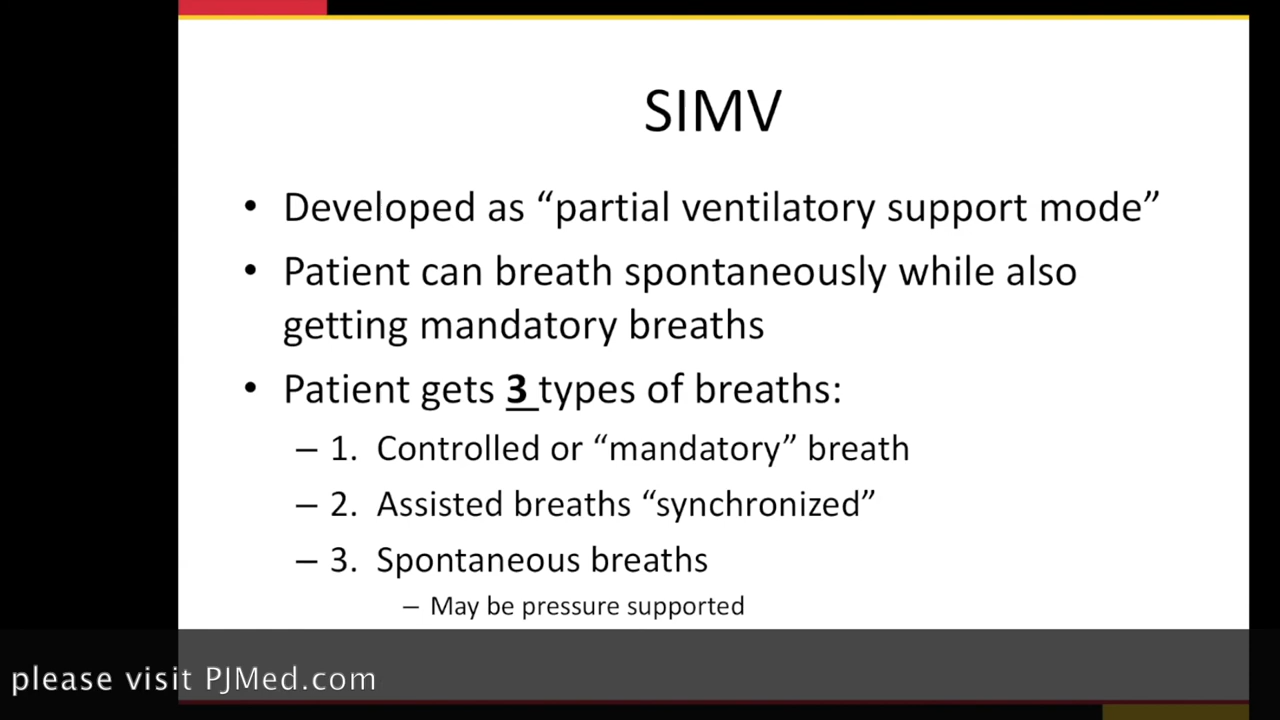 SIMV
• Developed as “partial ventilatory support mode”
• Patient can breath spontaneously while also
getting mandatory breaths
• Patient gets 3 types of breaths:
– 1. Controlled or “mandatory” breath
– 2. Assisted breaths “synchronized”
– 3. Spontaneous breaths
– May be pressure supported
please visit PJMed.com